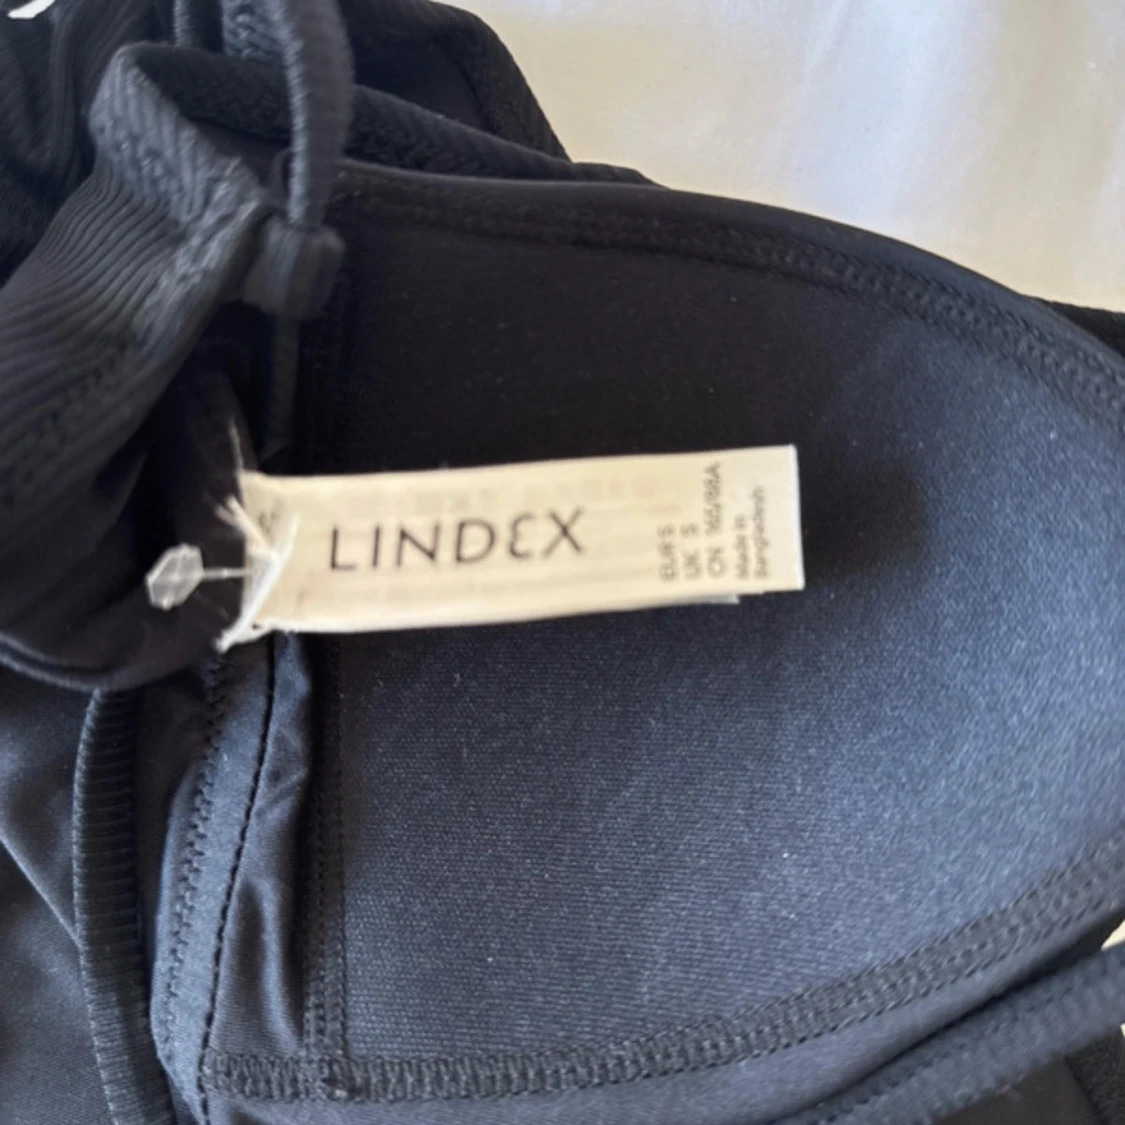 LINDEX
EUR S
UK S
CN 165/88A
Made in
Bangladesh